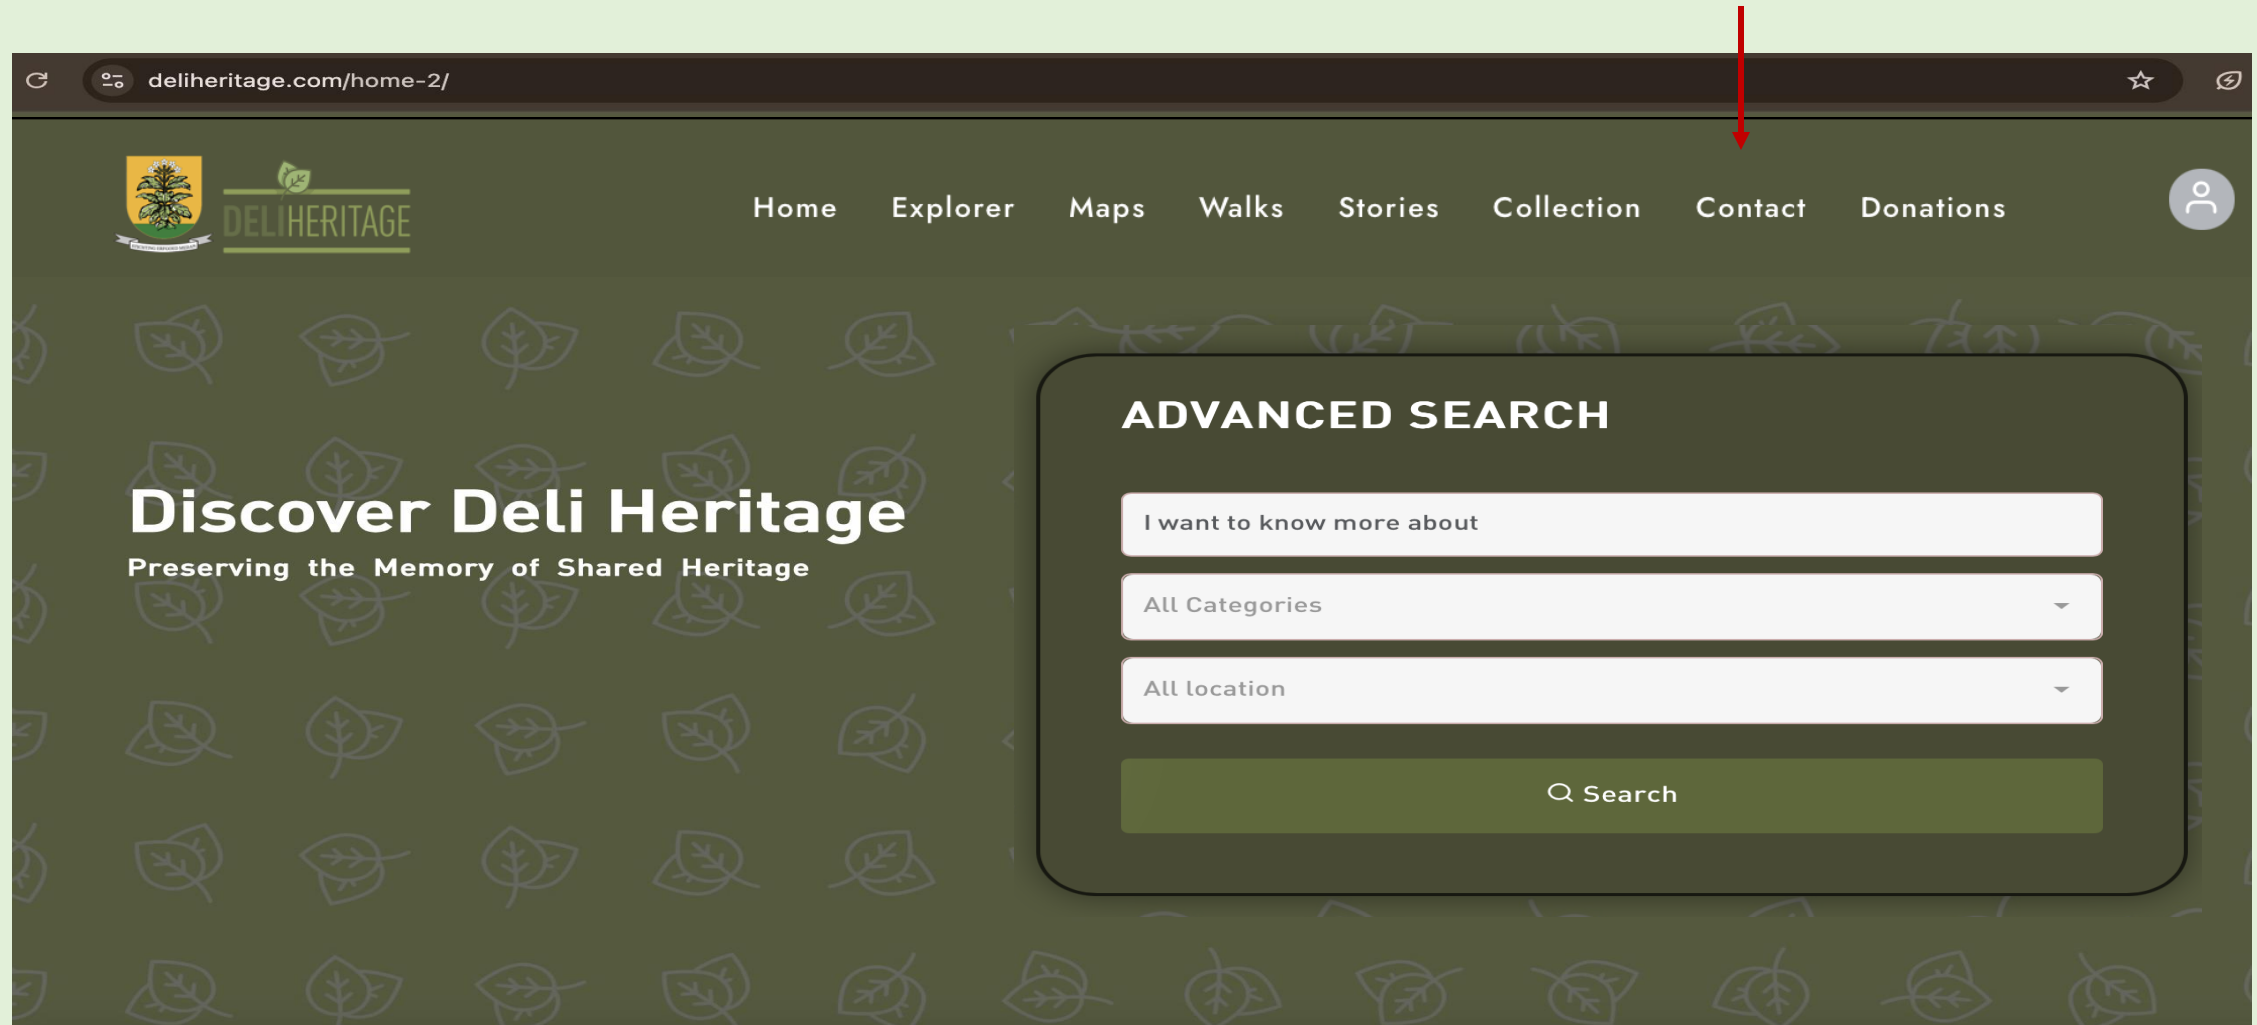 deliheritage.com/home-2/
DELIHERITAGE
Home Explorer Maps Walks Stories Collection Contact Donations
ADVANCED SEARCH
Discover Deli Heritage
Preserving the Memory of Shared Heritage
I want to know more about
All Categories
All location
Search